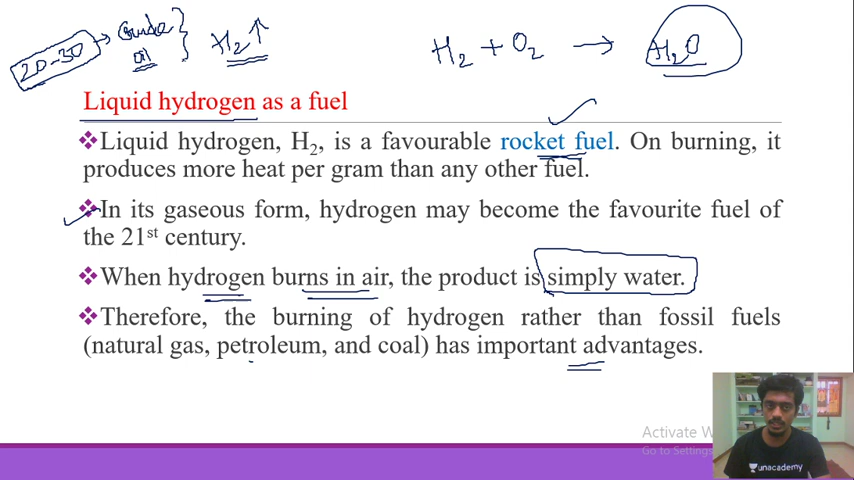 20-30 → Crude oil } H₂↑
H₂ + O₂ → H₂O
Liquid hydrogen as a fuel
❖Liquid hydrogen, H₂, is a favourable rocket fuel. On burning, it
produces more heat per gram than any other fuel.
❖In its gaseous form, hydrogen may become the favourite fuel of
the 21ˢᵗ century.
❖When hydrogen burns in air, the product is simply water.
❖Therefore, the burning of hydrogen rather than fossil fuels
(natural gas, petroleum, and coal) has important advantages.
Activate W
Go to Settings
unacademy